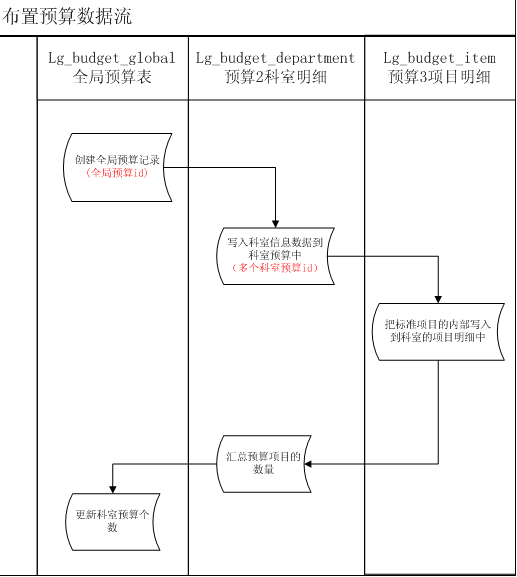 布置预算数据流
Lg_budget_global
全局预算表
Lg_budget_department
预算2科室明细
Lg_budget_item
预算3项目明细
创建全局预算记录
(全局预算id)
写入科室信息数据到
科室预算中
(多个科室预算id)
把标准项目的内部写入
到科室的项目明细中
汇总预算项目的
数量
更新科室预算个
数